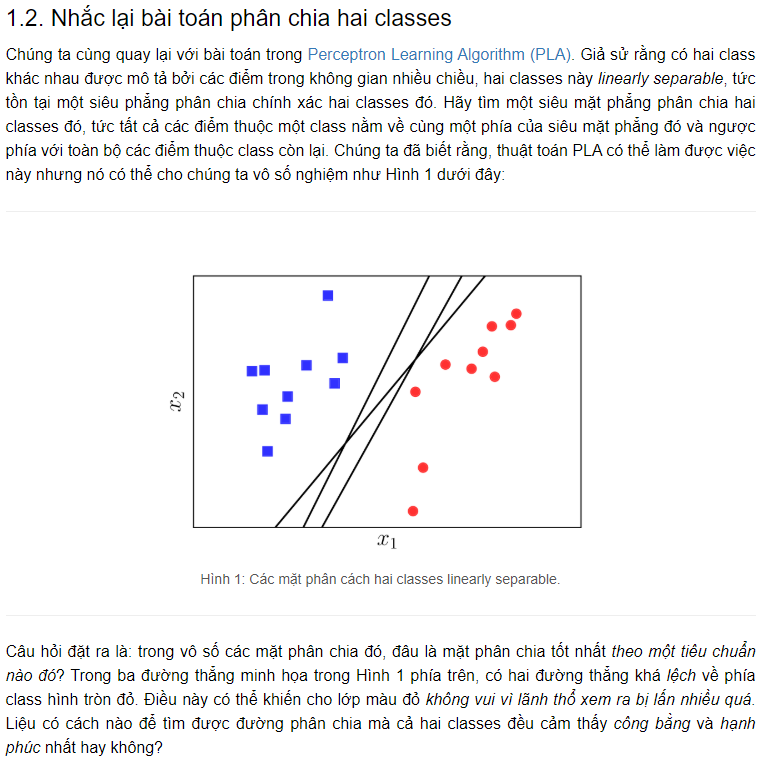 1.2. Nhắc lại bài toán phân chia hai classes
Chúng ta cùng quay lại với bài toán trong Perceptron Learning Algorithm (PLA). Giả sử rằng có hai class
khác nhau được mô tả bởi các điểm trong không gian nhiều chiều, hai classes này linearly separable, tức
tồn tại một siêu phẳng phân chia chính xác hai classes đó. Hãy tìm một siêu mặt phẳng phân chia hai
classes đó, tức tất cả các điểm thuộc một class nằm về cùng một phía của siêu mặt phẳng đó và ngược
phía với toàn bộ các điểm thuộc class còn lại. Chúng ta đã biết rằng, thuật toán PLA có thể làm được việc
này nhưng nó có thể cho chúng ta vô số nghiệm như Hình 1 dưới đây:
x2
x1
Hình 1: Các mặt phân cách hai classes linearly separable.
Câu hỏi đặt ra là: trong vô số các mặt phân chia đó, đâu là mặt phân chia tốt nhất theo một tiêu chuẩn
nào đó? Trong ba đường thẳng minh họa trong Hình 1 phía trên, có hai đường thẳng khá lệch về phía
class hình tròn đỏ. Điều này có thể khiến cho lớp màu đỏ không vui vì lãnh thổ xem ra bị lấn nhiều quá.
Liệu có cách nào để tìm được đường phân chia mà cả hai classes đều cảm thấy công bằng và hạnh
phúc nhất hay không?